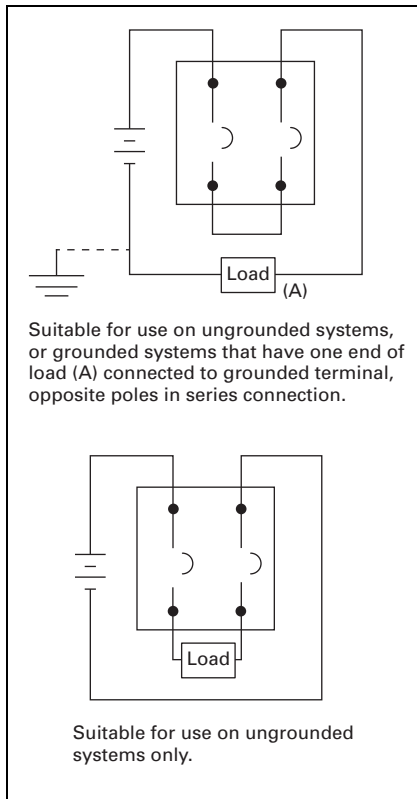 Load
(A)
Suitable for use on ungrounded systems,
or grounded systems that have one end of
load (A) connected to grounded terminal,
opposite poles in series connection.
Load
Suitable for use on ungrounded
systems only.